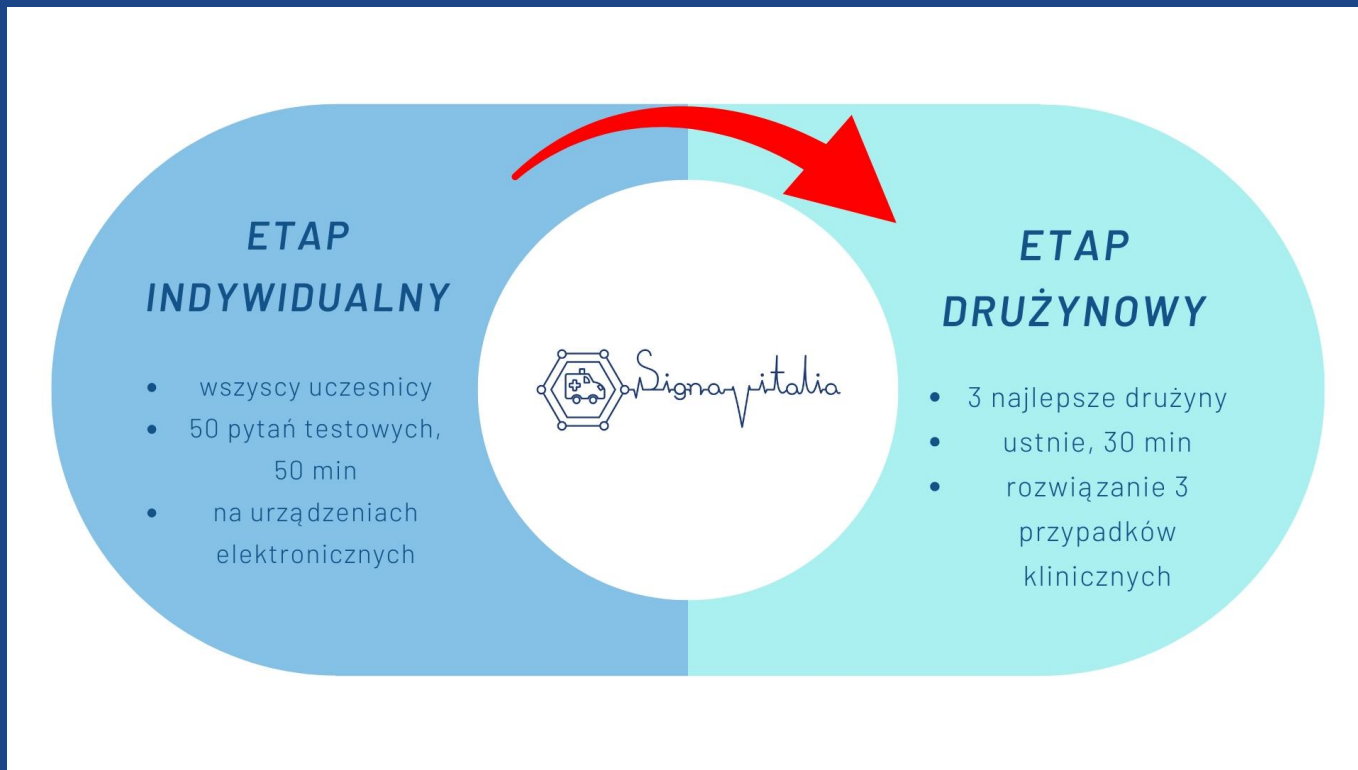 ETAP
INDYWIDUALNY
• wszyscy uczesnicy
• 50 pytań testowych,
50 min
• na urządzeniach
elektronicznych
Signa vitalia
ETAP
DRUŻYNOWY
• 3 najlepsze drużyny
• ustnie, 30 min
• rozwiązanie 3
przypadków
klinicznych